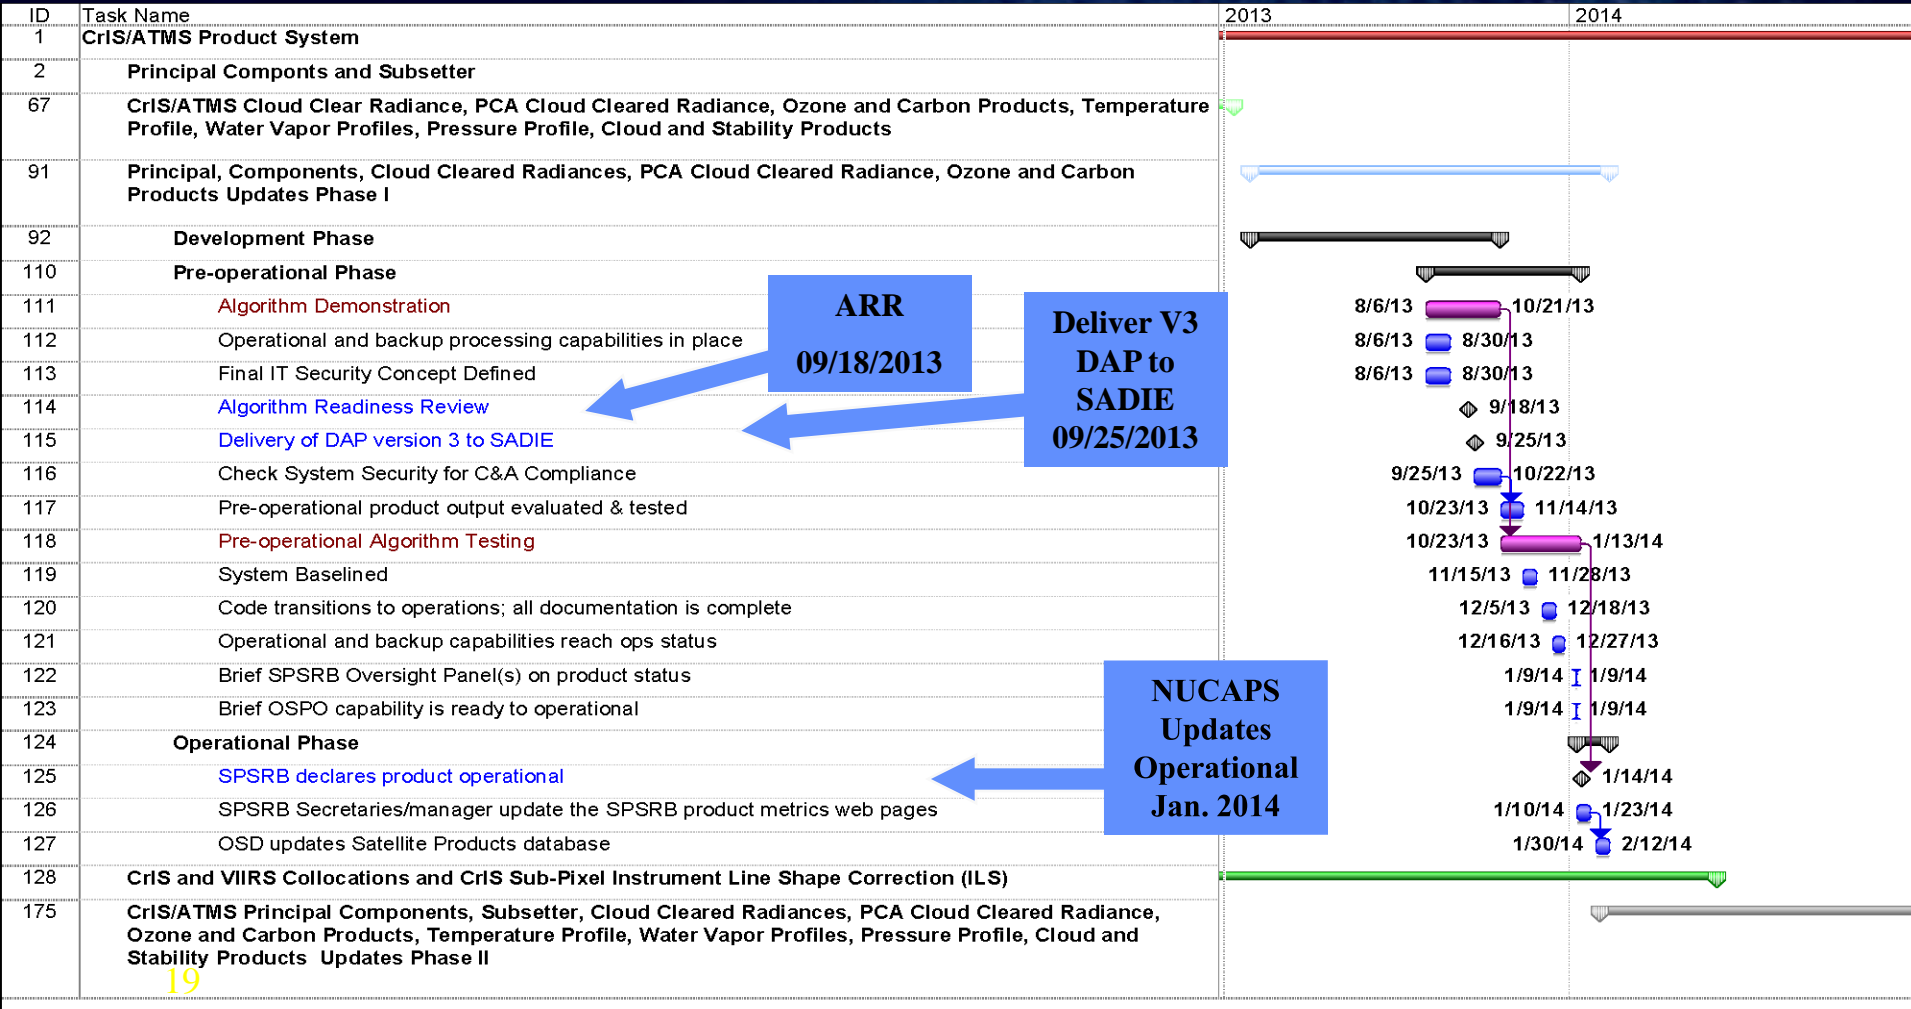 ID Task Name 2013 2014
1 CrIS/ATMS Product System
2 Principal Componts and Subsetter
67 CrIS/ATMS Cloud Clear Radiance, PCA Cloud Cleared Radiance, Ozone and Carbon Products, Temperature
Profile, Water Vapor Profiles, Pressure Profile, Cloud and Stability Products
91 Principal, Components, Cloud Cleared Radiances, PCA Cloud Cleared Radiance, Ozone and Carbon
Products Updates Phase I
92 Development Phase
110 Pre-operational Phase
111 Algorithm Demonstration 8/6/13 10/21/13
112 Operational and backup processing capabilities in place 8/6/13 8/30/13
113 Final IT Security Concept Defined 8/6/13 8/30/13
114 Algorithm Readiness Review 9/18/13
115 Delivery of DAP version 3 to SADIE 9/25/13
116 Check System Security for C&A Compliance 9/25/13 10/22/13
117 Pre-operational product output evaluated & tested 10/23/13 11/14/13
118 Pre-operational Algorithm Testing 10/23/13 1/13/14
119 System Baselined 11/15/13 11/28/13
120 Code transitions to operations; all documentation is complete 12/5/13 12/18/13
121 Operational and backup capabilities reach ops status 12/16/13 12/27/13
122 Brief SPSRB Oversight Panel(s) on product status 1/9/14 1/9/14
123 Brief OSPO capability is ready to operational 1/9/14 1/9/14
124 Operational Phase
125 SPSRB declares product operational 1/14/14
126 SPSRB Secretaries/manager update the SPSRB product metrics web pages 1/10/14 1/23/14
127 OSD updates Satellite Products database 1/30/14 2/12/14
128 CrIS and VIIRS Collocations and CrIS Sub-Pixel Instrument Line Shape Correction (ILS)
175 CrIS/ATMS Principal Components, Subsetter, Cloud Cleared Radiances, PCA Cloud Cleared Radiance,
Ozone and Carbon Products, Temperature Profile, Water Vapor Profiles, Pressure Profile, Cloud and
Stability Products Updates Phase II
ARR
09/18/2013
Deliver V3
DAP to
SADIE
09/25/2013
NUCAPS
Updates
Operational
Jan. 2014
19